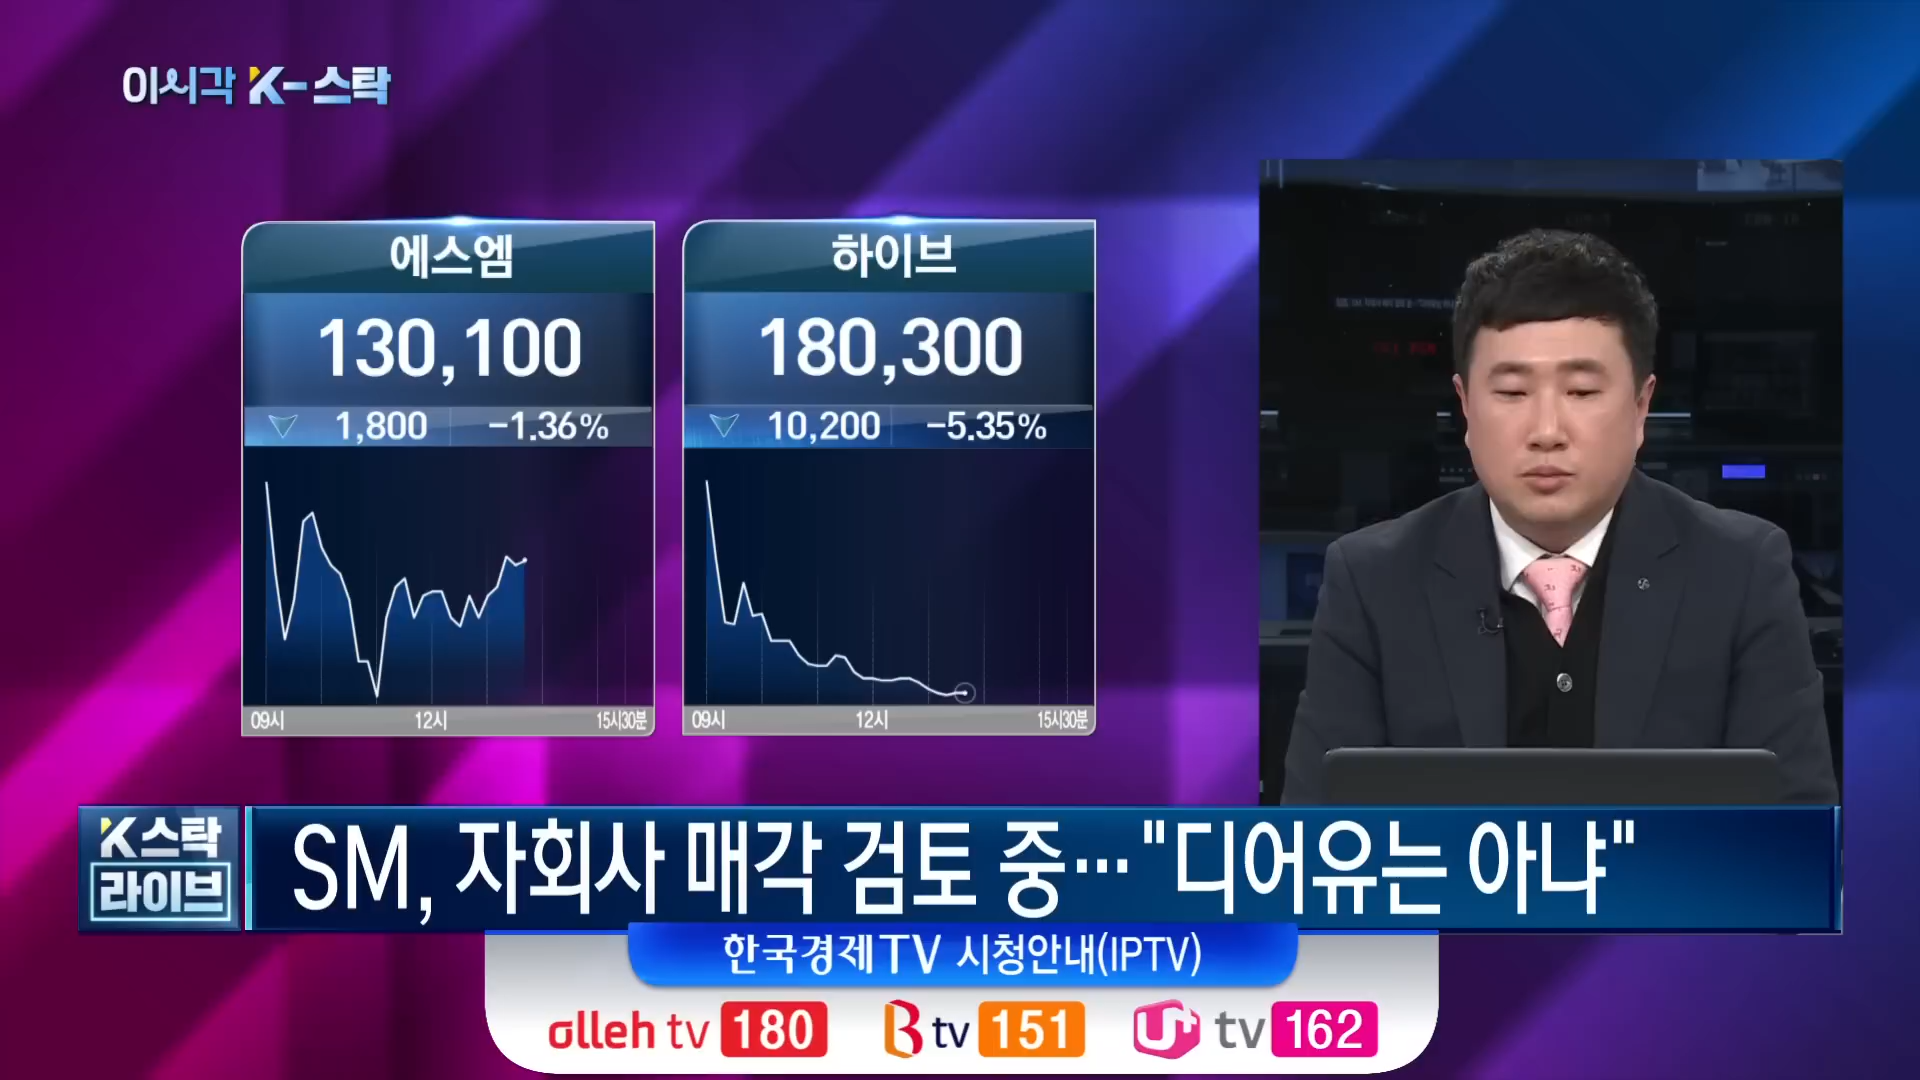 이시각 K-스탁
에스엠
130,100
1,800 -1.36%
09시 12시 15시30분
하이브
180,300
10,200 -5.35%
09시 12시 15시30분
K스탁
라이브
SM, 자회사 매각 검토 중…"디어유는 아냐"
한국경제TV 시청안내(IPTV)
olleh tv 180 B tv 151 U+ tv 162